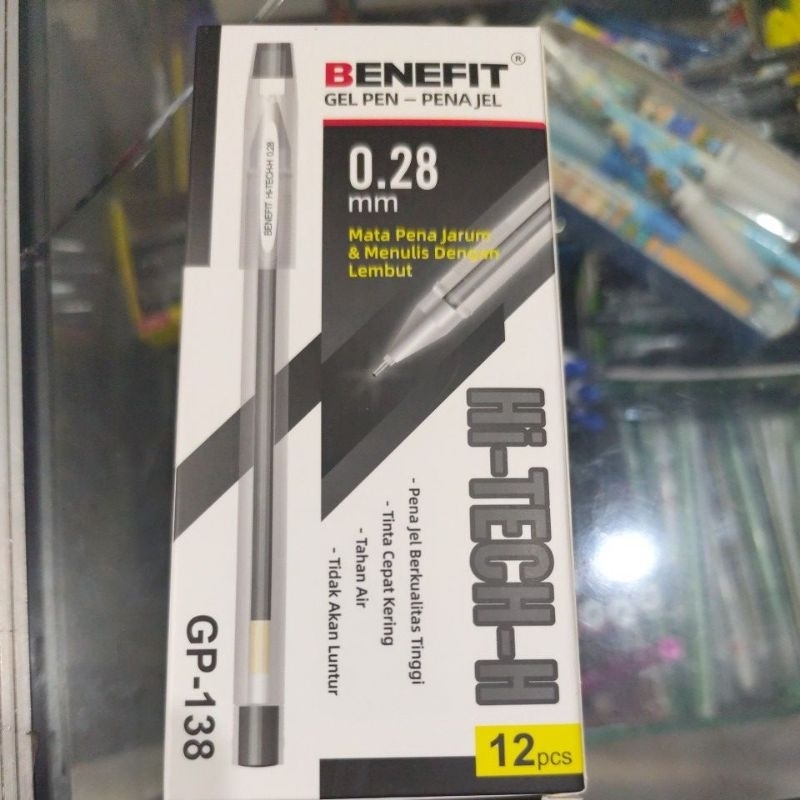 BENEFIT®
GEL PEN – PENA JEL
0.28
mm
Mata Pena Jarum
& Menulis Dengan
Lembut
BENEFIT HI-TECH-H 0.28
Hi-TECH-H
- Pena Jel Berkualitas Tinggi
- Tinta Cepat Kering
- Tahan Air
- Tidak Akan Luntur
GP-138
12pcs